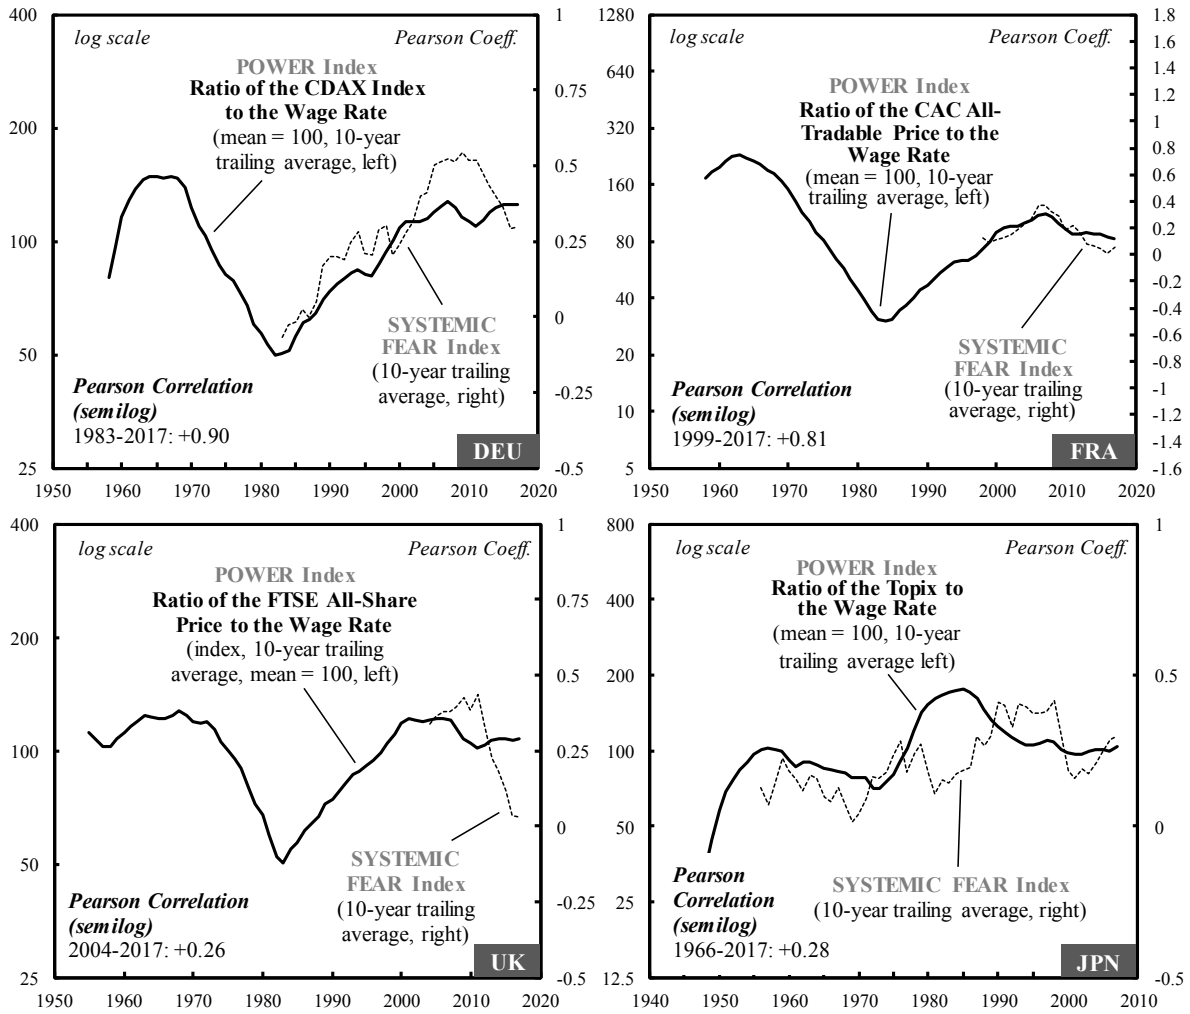 400
200
100
50
25
log scale
Pearson Coeff.
POWER Index
Ratio of the CDAX Index
to the Wage Rate
(mean = 100, 10-year
trailing average, left)
SYSTEMIC
FEAR Index
(10-year trailing
average, right)
Pearson Correlation
(semilog)
1983-2017: +0.90
DEU
1
0.75
0.5
0.25
0
-0.25
-0.5
1950 1960 1970 1980 1990 2000 2010 2020
1280
640
320
160
80
40
20
10
5
log scale
Pearson Coeff.
POWER Index
Ratio of the CAC All-
Tradable Price to the
Wage Rate
(mean = 100, 10-year
trailing average, left)
SYSTEMIC
FEAR Index
(10-year trailing
average, right)
Pearson Correlation
(semilog)
1999-2017: +0.81
FRA
1.8
1.6
1.4
1.2
1
0.8
0.6
0.4
0.2
0
-0.2
-0.4
-0.6
-0.8
-1
-1.2
-1.4
-1.6
1950 1960 1970 1980 1990 2000 2010 2020
400
200
100
50
25
log scale
Pearson Coeff.
POWER Index
Ratio of the FTSE All-Share
Price to the Wage Rate
(index, 10-year trailing
average, mean = 100, left)
SYSTEMIC
FEAR Index
(10-year trailing
average, right)
Pearson Correlation
(semilog)
2004-2017: +0.26
UK
1
0.75
0.5
0.25
0
-0.25
-0.5
1950 1960 1970 1980 1990 2000 2010 2020
800
400
200
100
50
25
12.5
log scale
Pearson Coeff.
POWER Index
Ratio of the Topix to
the Wage Rate
(mean = 100, 10-year
trailing average left)
SYSTEMIC FEAR Index
(10-year trailing average, right)
Pearson
Correlation
(semilog)
1966-2017: +0.28
JPN
1
0.5
0
-0.5
1940 1950 1960 1970 1980 1990 2000 2010